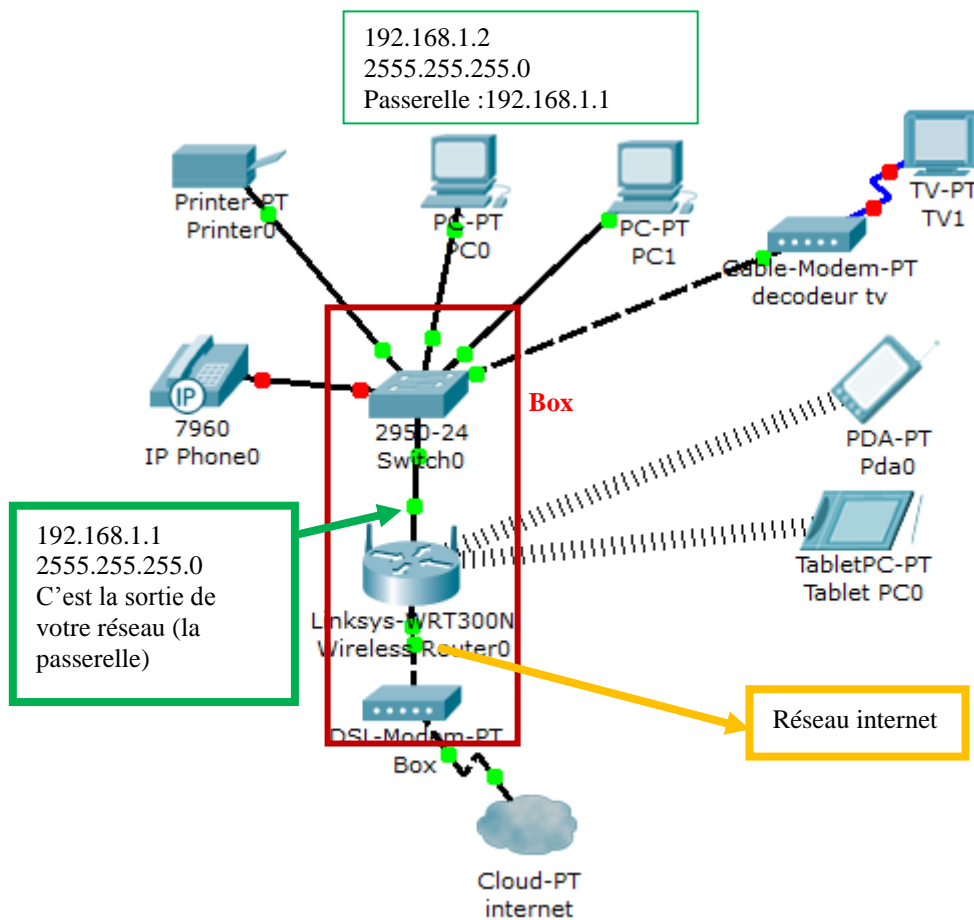 192.168.1.2
2555.255.255.0
Passerelle :192.168.1.1
Printer-PT
Printer0
PC-PT
PC0
PC-PT
PC1
TV-PT
TV1
Cable-Modem-PT
decodeur tv
IP
7960
IP Phone0
2950-24
Switch0
Box
PDA-PT
Pda0
192.168.1.1
2555.255.255.0
C’est la sortie de
votre réseau (la
passerelle)
TabletPC-PT
Tablet PC0
Linksys-WRT300N
Wireless Router0
Réseau internet
DSL-Modem-PT
Box
Cloud-PT
internet